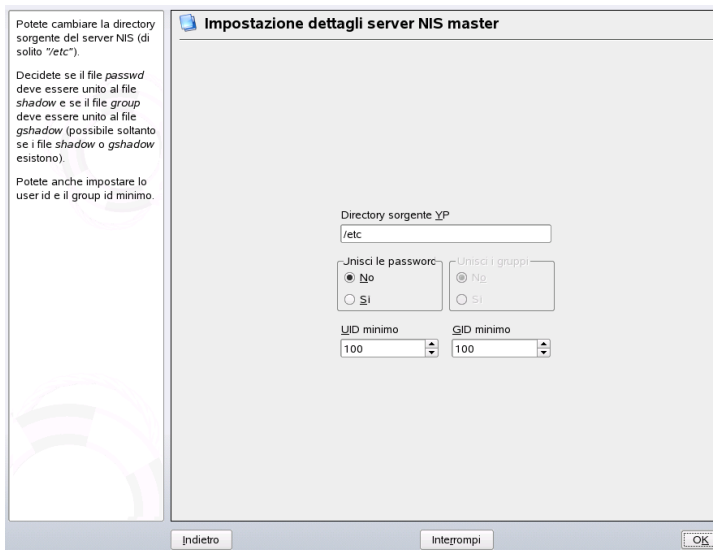 Potete cambiare la directory
sorgente del server NIS (di
solito "/etc").
Decidete se il file passwd
deve essere unito al file
shadow e se il file group
deve essere unito al file
gshadow (possibile soltanto
se i file shadow o gshadow
esistono).
Potete anche impostare lo
user id e il group id minimo.
Impostazione dettagli server NIS master
Directory sorgente YP
/etc
Unisci le password
No
Si
Unisci i gruppi
No
Si
UID minimo
100
GID minimo
100
Indietro
Interrompi
OK